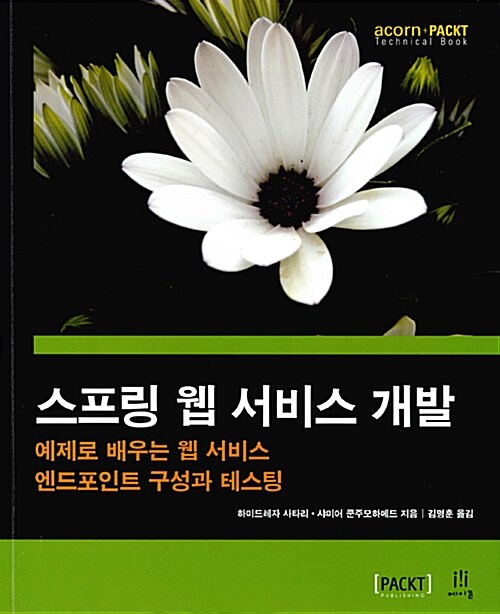 acorn+PACKT
Technical Book
스프링 웹 서비스 개발
예제로 배우는 웹 서비스
엔드포인트 구성과 테스팅
하미드레자 사타리・샤미어 쿤주모하메드 지음 | 김명훈 옮김
[PACKT]
PUBLISHING
에이콘